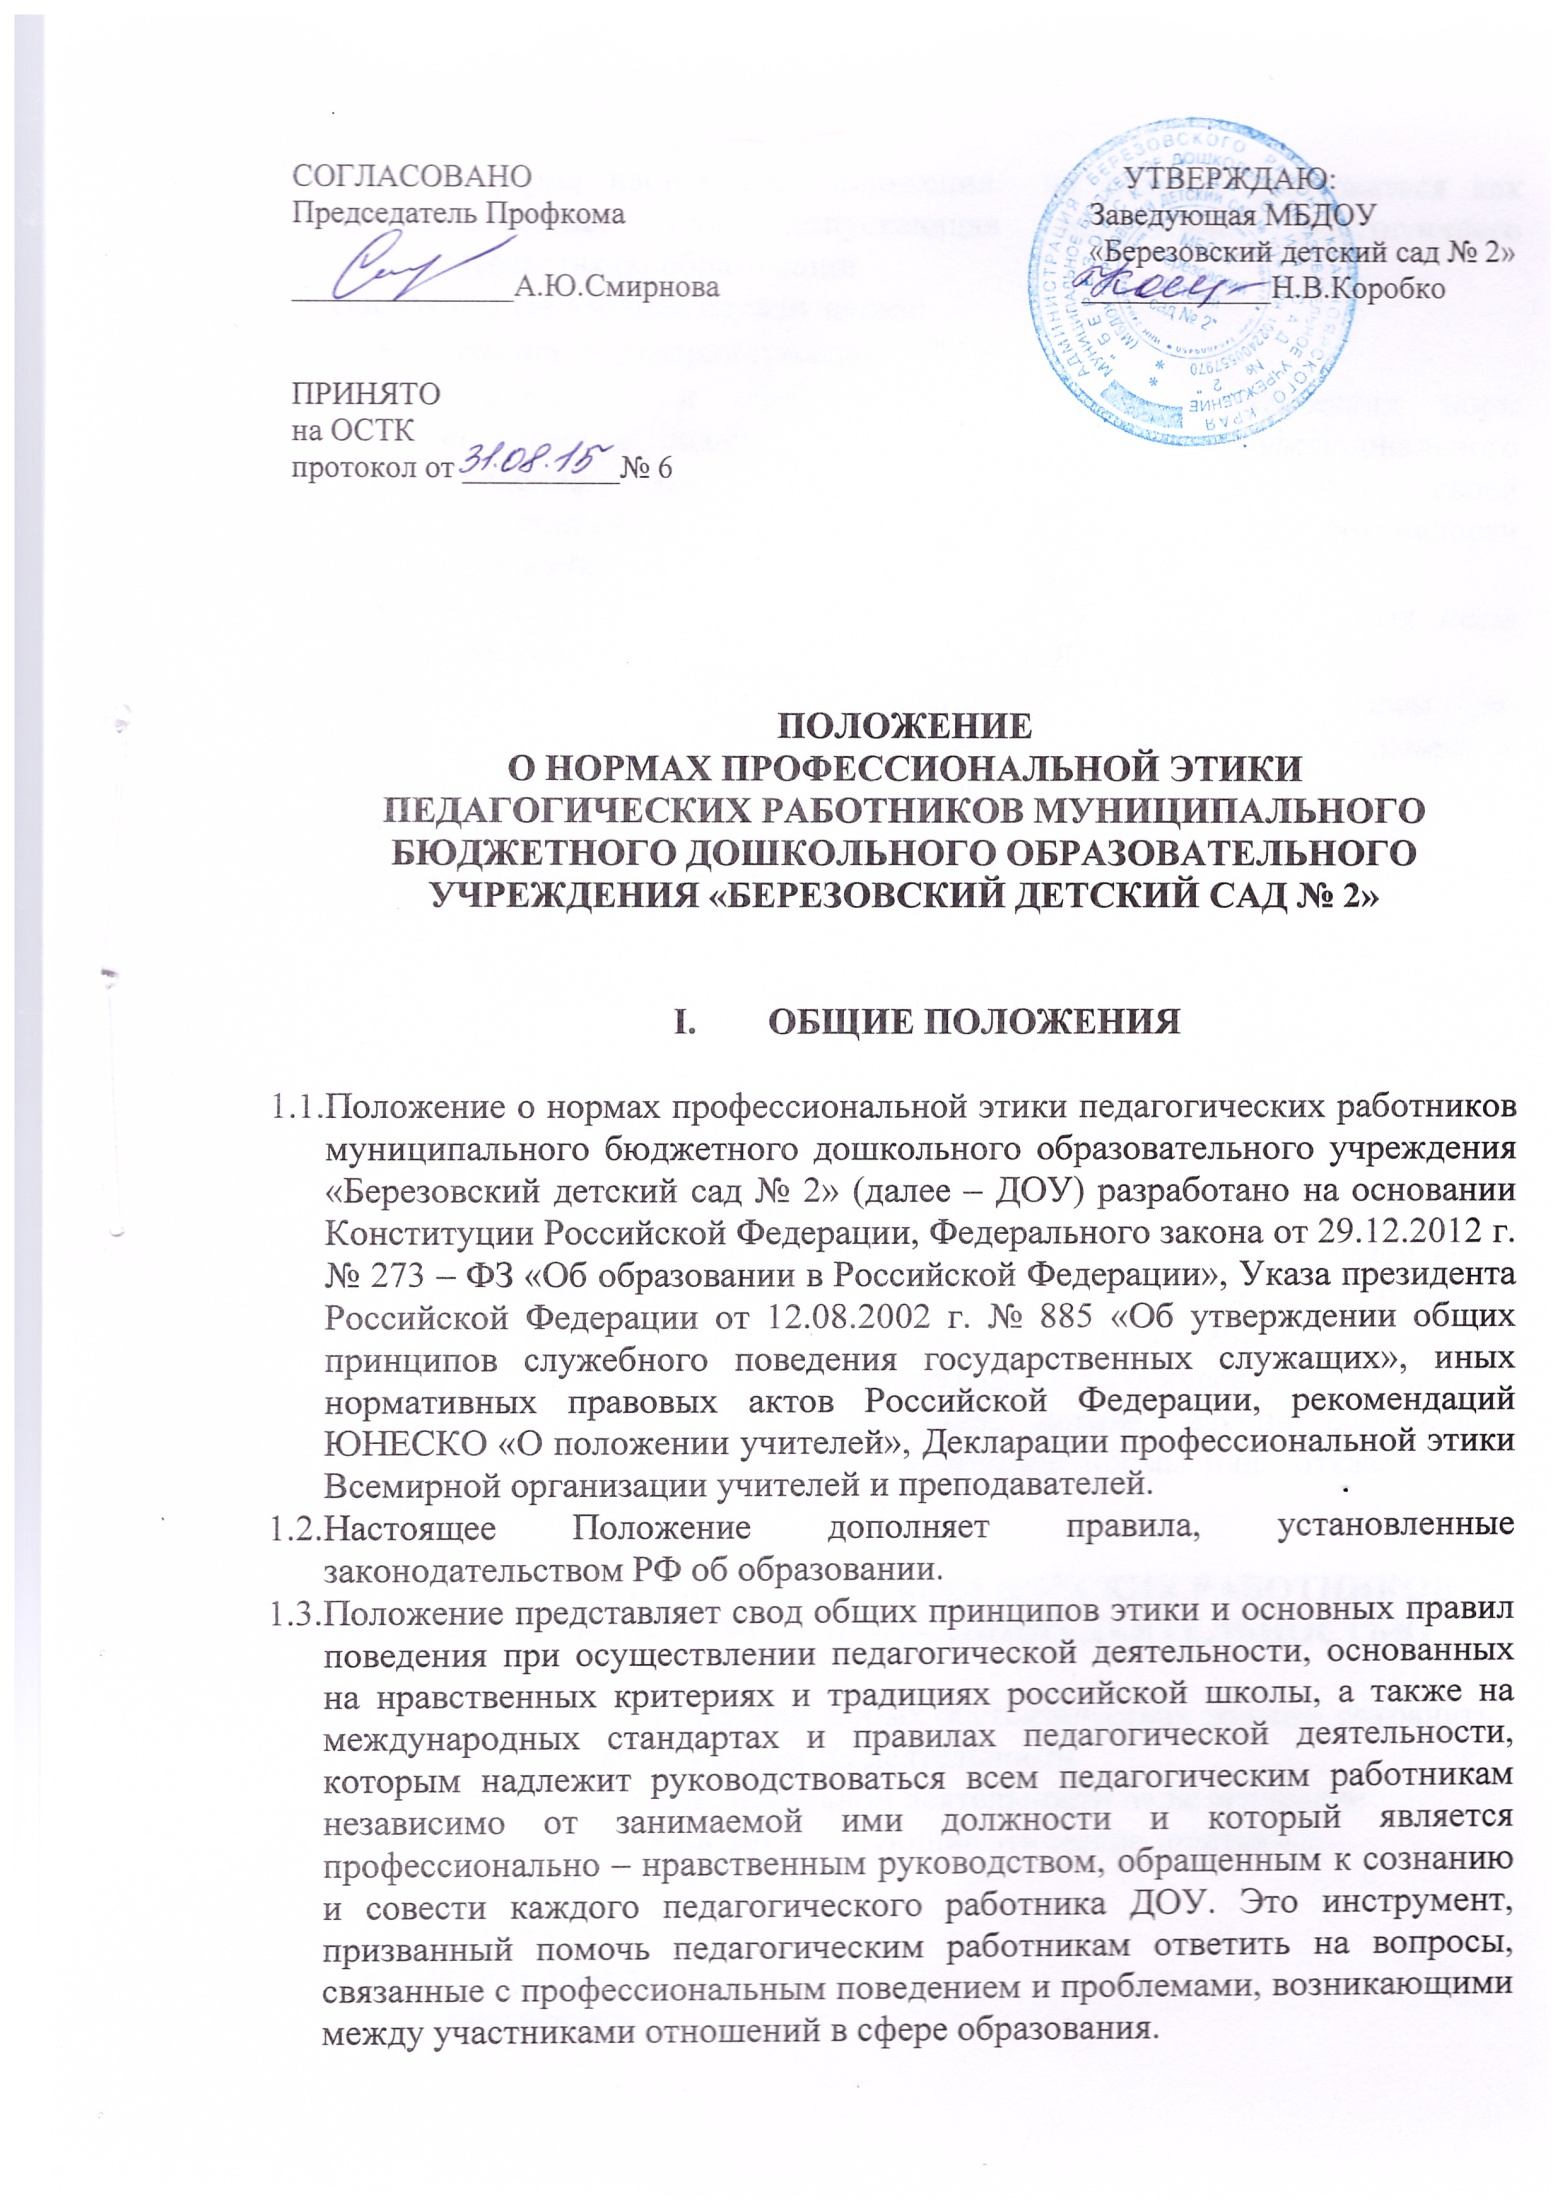 СОГЛАСОВАНО
Председатель Профкома
А.Ю.Смирнова
УТВЕРЖДАЮ:
Заведующая МБДОУ
«Березовский детский сад № 2»
Н.В.Коробко
ПРИНЯТО
на ОСТК
протокол от 31.08.15 № 6
ПОЛОЖЕНИЕ
О НОРМАХ ПРОФЕССИОНАЛЬНОЙ ЭТИКИ
ПЕДАГОГИЧЕСКИХ РАБОТНИКОВ МУНИЦИПАЛЬНОГО
БЮДЖЕТНОГО ДОШКОЛЬНОГО ОБРАЗОВАТЕЛЬНОГО
УЧРЕЖДЕНИЯ «БЕРЕЗОВСКИЙ ДЕТСКИЙ САД № 2»
I. ОБЩИЕ ПОЛОЖЕНИЯ
1.1.Положение о нормах профессиональной этики педагогических работников
муниципального бюджетного дошкольного образовательного учреждения
«Березовский детский сад № 2» (далее – ДОУ) разработано на основании
Конституции Российской Федерации, Федерального закона от 29.12.2012 г.
№ 273 – ФЗ «Об образовании в Российской Федерации», Указа президента
Российской Федерации от 12.08.2002 г. № 885 «Об утверждении общих
принципов служебного поведения государственных служащих», иных
нормативных правовых актов Российской Федерации, рекомендаций
ЮНЕСКО «О положении учителей», Декларации профессиональной этики
Всемирной организации учителей и преподавателей.
1.2.Настоящее Положение дополняет правила, установленные
законодательством РФ об образовании.
1.3.Положение представляет свод общих принципов этики и основных правил
поведения при осуществлении педагогической деятельности, основанных
на нравственных критериях и традициях российской школы, а также на
международных стандартах и правилах педагогической деятельности,
которым надлежит руководствоваться всем педагогическим работникам
независимо от занимаемой ими должности и который является
профессионально – нравственным руководством, обращенным к сознанию
и совести каждого педагогического работника ДОУ. Это инструмент,
призванный помочь педагогическим работникам ответить на вопросы,
связанные с профессиональным поведением и проблемами, возникающими
между участниками отношений в сфере образования.